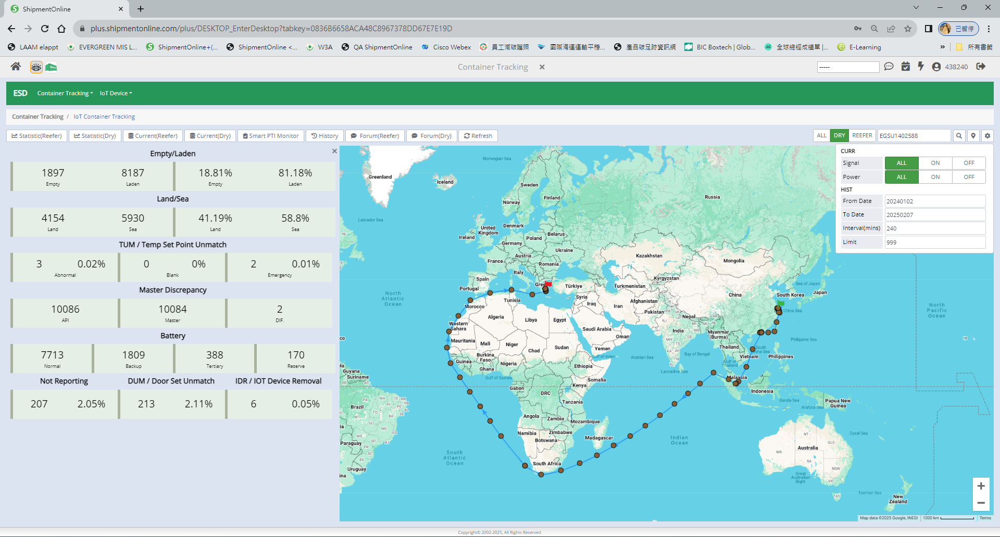 ShipmentOnline
plus.shipmentonline.com/plus/DESKTOP_EnterDesktop?tabkey=0836B6658ACA48C8967378DD67E7E19D
已暫停
LAAM elappt
EVERGREEN MIS L...
ShipmentOnline+(...
ShipmentOnline <...
W3A
QA ShipmentOnline
Cisco Webex
員工減碳護照
國際海運運輸平穩...
產品碳足跡資訊網
BIC Boxtech | Glob...
全球總經成績單 |...
E-Learning
»
所有書籤
Container Tracking
-----
438240
ESD
Container Tracking
IoT Device
Container Tracking / IoT Container Tracking
Statistic(Reefer)
Statistic(Dry)
Current(Reefer)
Current(Dry)
Smart PTI Monitor
History
Forum(Reefer)
Forum(Dry)
Refresh
ALL
DRY
REEFER
EGSU1402588
Empty/Laden
1897 8187 18.81% 81.18%
Empty Laden Empty Laden
Land/Sea
4154 5930 41.19% 58.8%
Land Sea Land Sea
TUM / Temp Set Point Unmatch
3 0.02% 0 0% 2 0.01%
Abnormal Blank Emergency
Master Discrepancy
10086 10084 2
API Master DIF.
Battery
7713 1809 388 170
Normal Backup Tertiary Reserve
Not Reporting DUM / Door Set Unmatch IDR / IOT Device Removal
207 2.05% 213 2.11% 6 0.05%
CURR
Signal ALL ON OFF
Power ALL ON OFF
HIST
From Date 20240102
To Date 20250207
Interval(mins) 240
Limit 999
Norwegian Sea
Greenland
Iceland
Sweden
Finland
Norway
Russia
Labrador Sea
United
Kingdom
Denmark
Ireland
Belarus
Poland
Germany
Ukraine
Austria
France
Romania
Italy
Kazakhstan
Mongolia
Spain
Portugal
Türkiye
Turkmenistan
Kyrgyzstan
Sea of Japan
South Korea
Japan
China
North
Atlantic
Ocean
Tunisia
Morocco
Syria
Iraq
Iran
Afghanistan
Pakistan
Nepal
Algeria
Libya
Egypt
Western
Sahara
Saudi Arabia
Oman
India
Myanmar
(Burma)
North
Pacific
Ocean
Mauritania
Mali
Niger
Chad
Sudan
Yemen
Gulf of Aden
Arabian Sea
Bay of Bengal
Thailand
Vietnam
Gulf of
Thailand
Philippine Sea
Philippines
Burkina
Faso
Guinea
Ghana
Nigeria
Ethiopia
Laccadive Sea
HI
Guyana
Suriname
Gulf of Guinea
Gabon
DRC
Kenya
Somalia
Malaysia
Indonesia
Banda Sea
Arafura Sea
Papua New
Guinea
Tanzania
Brazil
Angola
Zambia
Mozambique
Namibia
Zimbabwe
Botswana
Madagascar
Indian
Ocean
Paraguay
South
Atlantic
Ocean
South Africa
Uruguay
Coral Sea
NT
QLD
WA
Australia
SA
NSW
VIC
Great
Australian
Bight
TAS
Tasman Sea
New
Zealand
Map data ©2025 Google, INEGI
1000 km
Terms
Copyright© 2002-2025, All Rights Reserved.